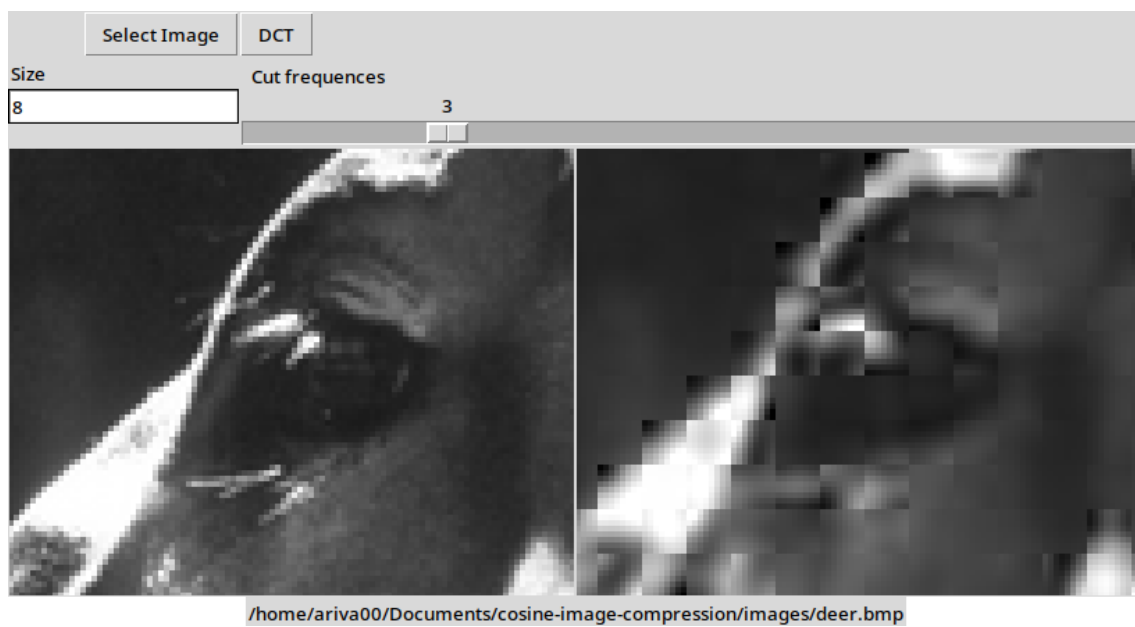 Select Image DCT
Size Cut frequences
8 3
/home/ariva00/Documents/cosine-image-compression/images/deer.bmp